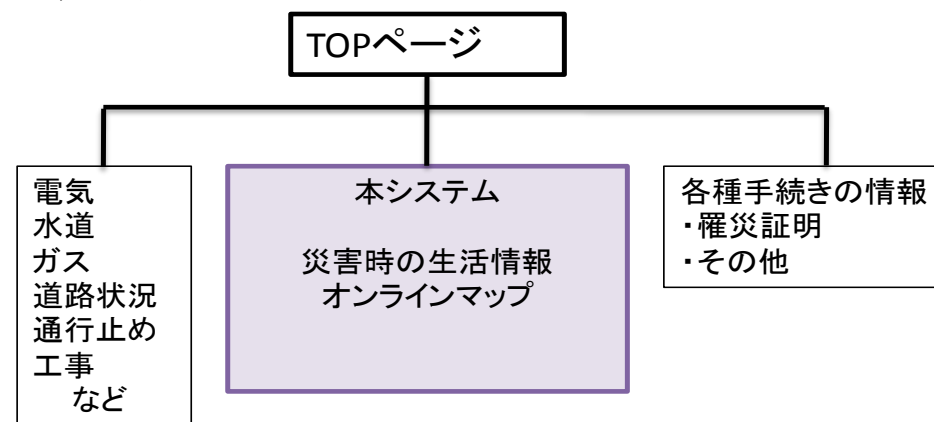 TOPページ
電気
水道
ガス
道路状況
通行止め
工事
など
本システム
災害時の生活情報
オンラインマップ
各種手続きの情報
・罹災証明
・その他